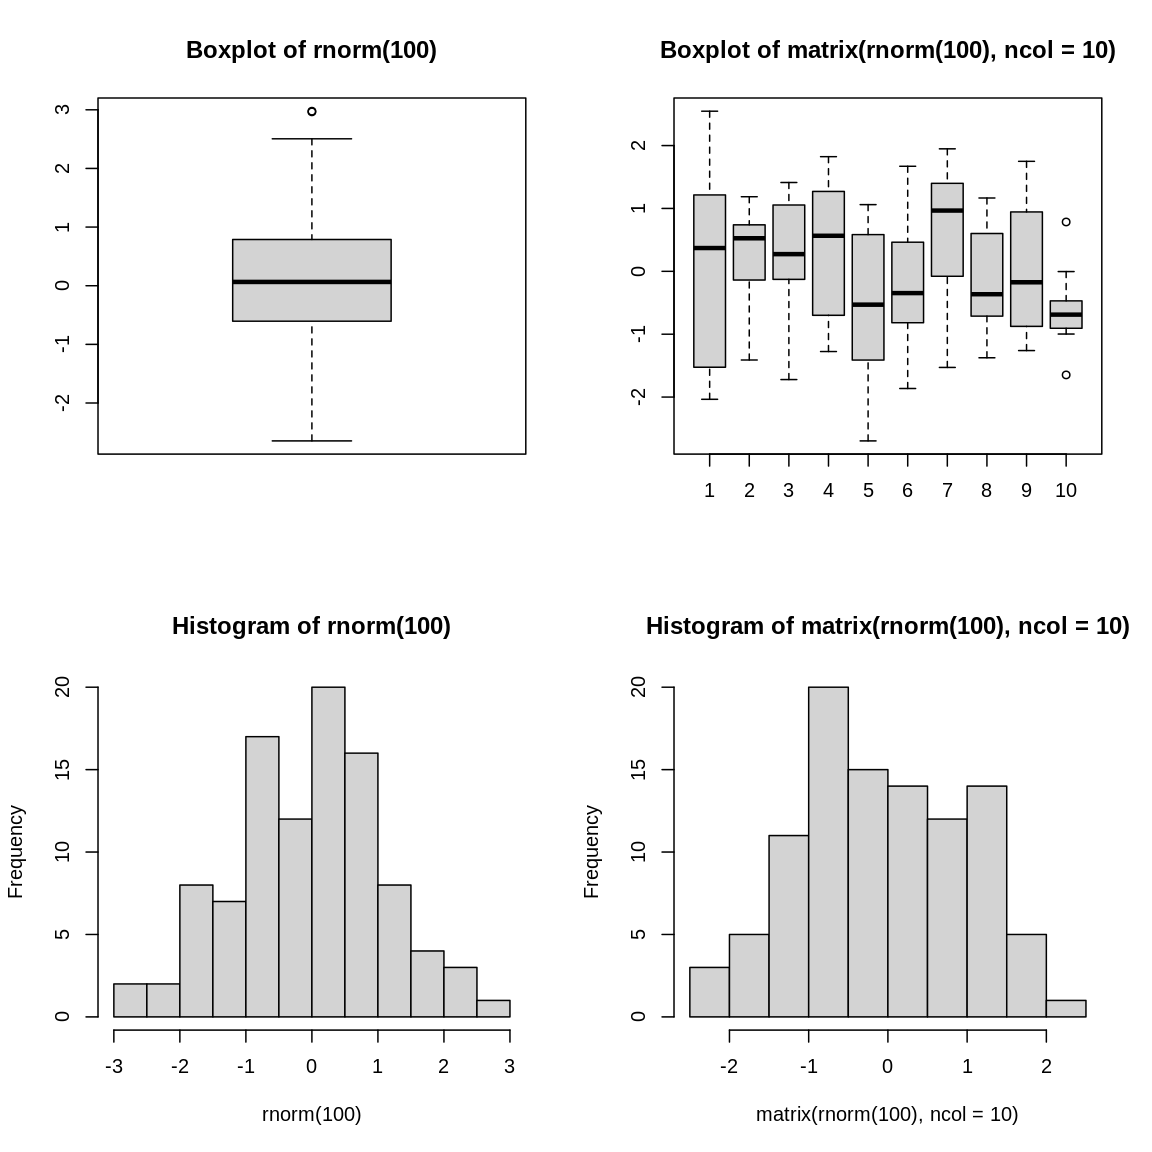 Boxplot of rnorm(100)
3
2
1
0
-1
-2
Boxplot of matrix(rnorm(100), ncol = 10)
2
1
0
-1
-2
1 2 3 4 5 6 7 8 9 10
Histogram of rnorm(100)
20
15
10
5
0
Frequency
-3 -2 -1 0 1 2 3
rnorm(100)
Histogram of matrix(rnorm(100), ncol = 10)
20
15
10
5
0
Frequency
-2 -1 0 1 2
matrix(rnorm(100), ncol = 10)